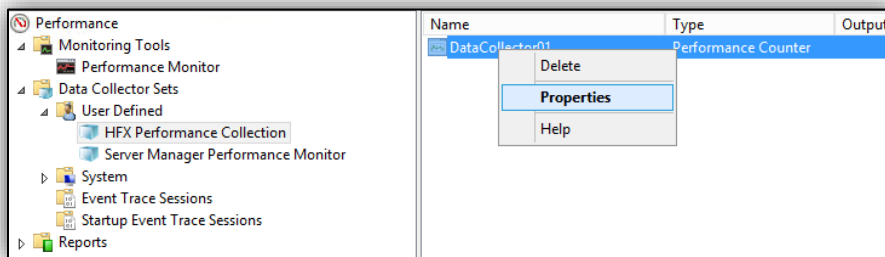 Performance
Monitoring Tools
Performance Monitor
Data Collector Sets
User Defined
HFX Performance Collection
Server Manager Performance Monitor
System
Event Trace Sessions
Startup Event Trace Sessions
Reports
Name Type Output
DataCollector01 Performance Counter
Delete
Properties
Help